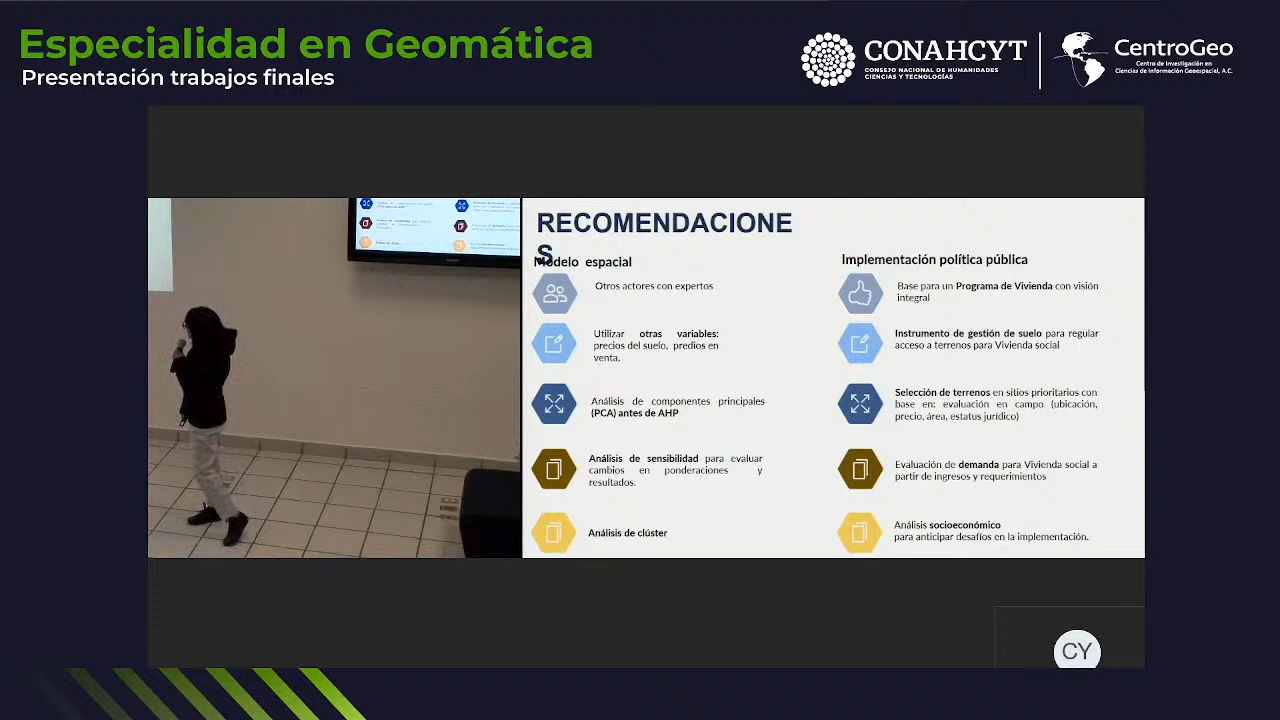 Especialidad en Geomática
Presentación trabajos finales
CONAHCYT
CONSEJO NACIONAL DE HUMANIDADES
CIENCIAS Y TECNOLOGÍAS
CentroGeo
Centro de Investigación en
Ciencias de Información Geoespacial, A.C.
RECOMENDACIONE
S
Modelo espacial
Otros actores con expertos
Utilizar otras variables:
precios del suelo, predios en
venta.
Análisis de componentes principales
(PCA) antes de AHP
Análisis de sensibilidad para evaluar
cambios en ponderaciones y
resultados.
Análisis de clúster
Implementación política pública
Base para un Programa de Vivienda con visión
integral
Instrumento de gestión de suelo para regular
acceso a terrenos para Vivienda social
Selección de terrenos en sitios prioritarios con
base en: evaluación en campo (ubicación,
precio, área, estatus jurídico)
Evaluación de demanda para Vivienda social a
partir de ingresos y requerimientos
Análisis socioeconómico
para anticipar desafíos en la implementación.
CY